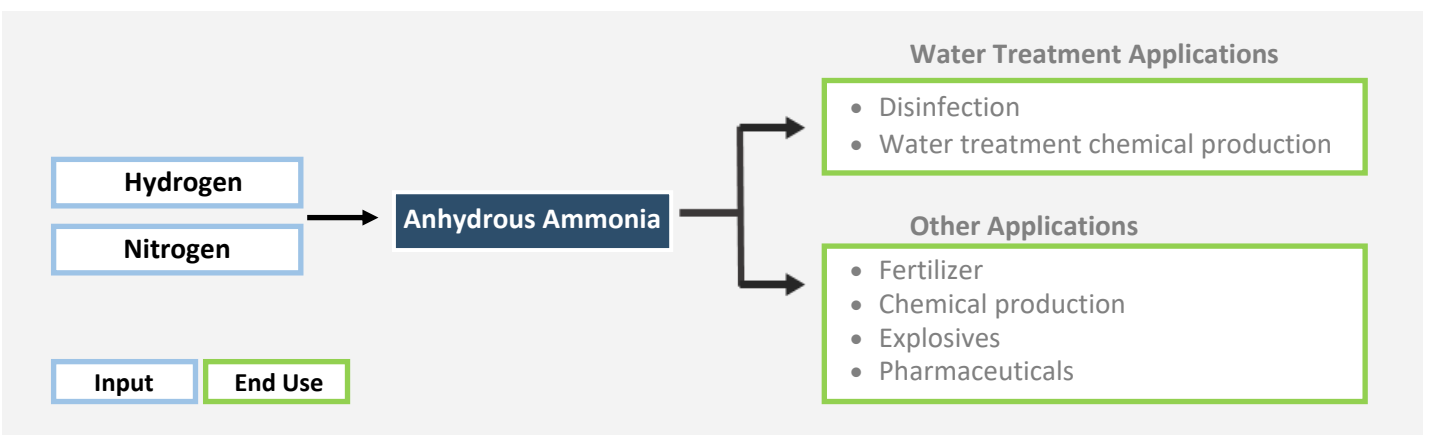 Water Treatment Applications
• Disinfection
• Water treatment chemical production
Hydrogen
Nitrogen
Anhydrous Ammonia
Other Applications
• Fertilizer
• Chemical production
• Explosives
• Pharmaceuticals
Input
End Use